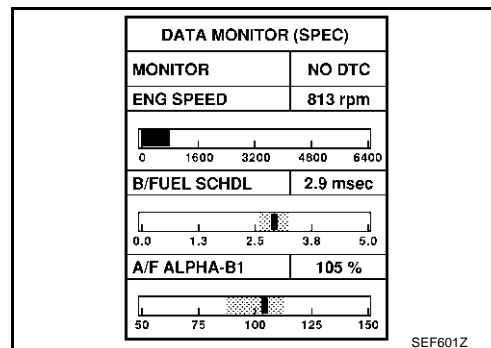 DATA MONITOR (SPEC)
MONITOR NO DTC
ENG SPEED 813 rpm
0 1600 3200 4800 6400
B/FUEL SCHDL 2.9 msec
0.0 1.3 2.5 3.8 5.0
A/F ALPHA-B1 105 %
50 75 100 125 150
SEF601Z